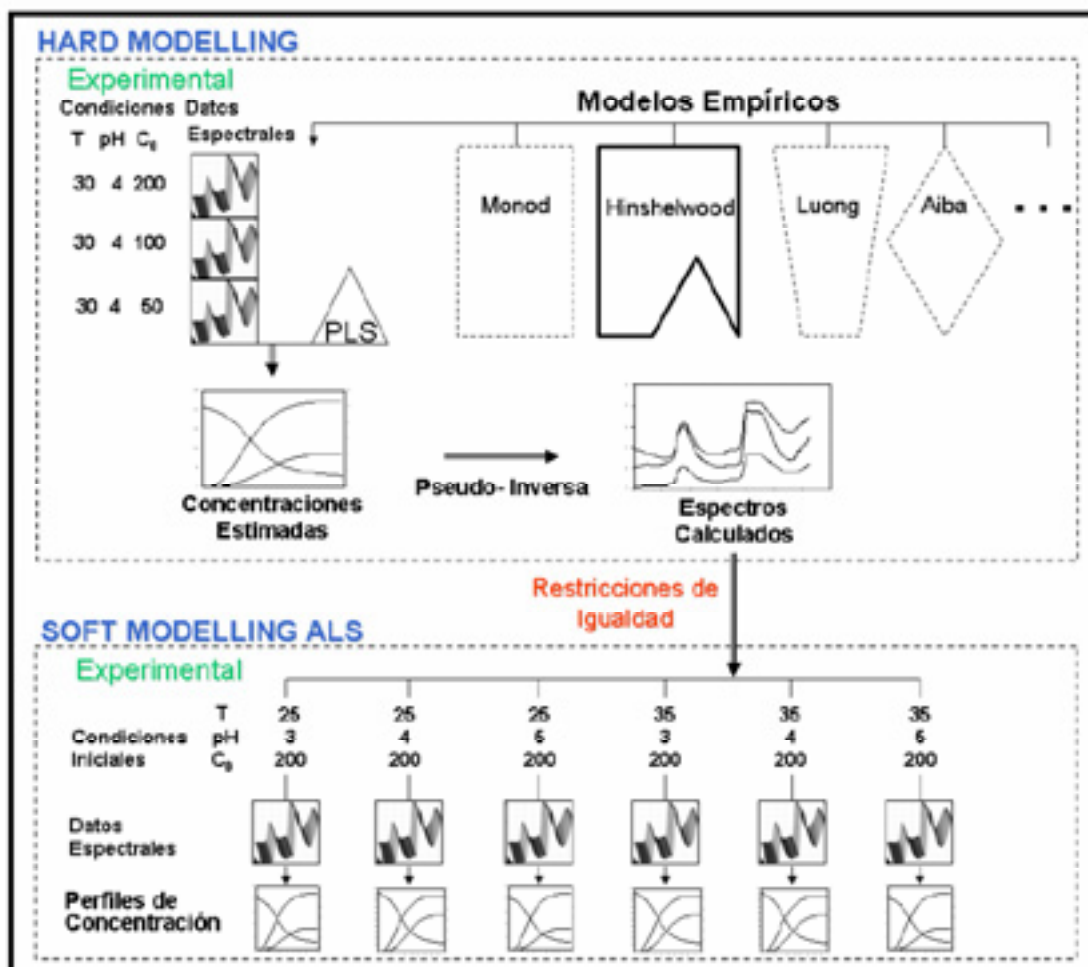 HARD MODELLING
Experimental
Condiciones Datos
T pH C₀ Espectrales
30 4 200
30 4 100
30 4 50
PLS
Modelos Empíricos
Monod
Hinshelwood
Luong
Aiba
...
Concentraciones
Estimadas
Pseudo- Inversa
Espectros
Calculados
Restricciones de
Igualdad
SOFT MODELLING ALS
Experimental
T 25 25 25 35 35 35
Condiciones pH 3 4 5 3 4 5
Iniciales C₀ 200 200 200 200 200 200
Datos
Espectrales
Perfiles de
Concentración